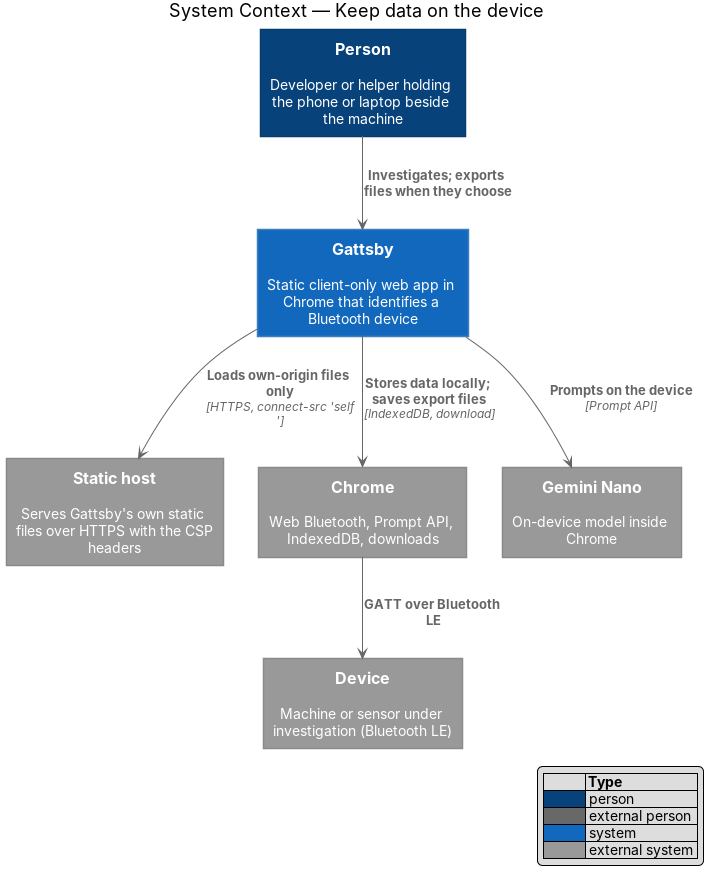 System Context — Keep data on the device
Person
Developer or helper holding
the phone or laptop beside
the machine
Investigates; exports
files when they choose
Gattsby
Static client-only web app in
Chrome that identifies a
Bluetooth device
Loads own-origin files
only
[HTTPS, connect-src 'self
']
Stores data locally;
saves export files
[IndexedDB, download]
Prompts on the device
[Prompt API]
Static host
Serves Gattsby's own static
files over HTTPS with the CSP
headers
Chrome
Web Bluetooth, Prompt API,
IndexedDB, downloads
Gemini Nano
On-device model inside
Chrome
GATT over Bluetooth
LE
Device
Machine or sensor under
investigation (Bluetooth LE)
Type
person
external person
system
external system